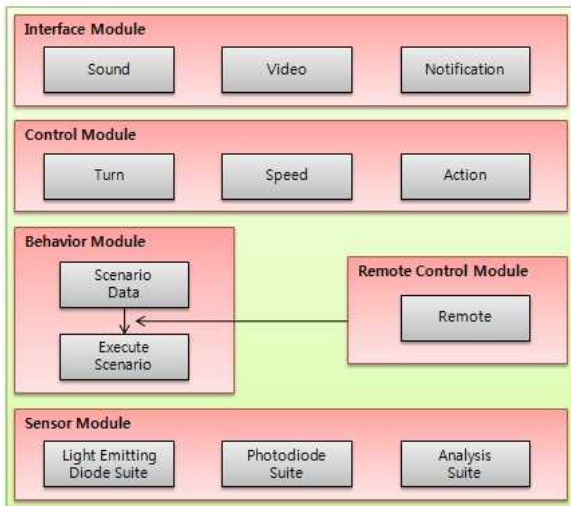 Interface Module
Sound
Video
Notification
Control Module
Turn
Speed
Action
Behavior Module
Scenario
Data
Execute
Scenario
Remote Control Module
Remote
Sensor Module
Light Emitting
Diode Suite
Photodiode
Suite
Analysis
Suite